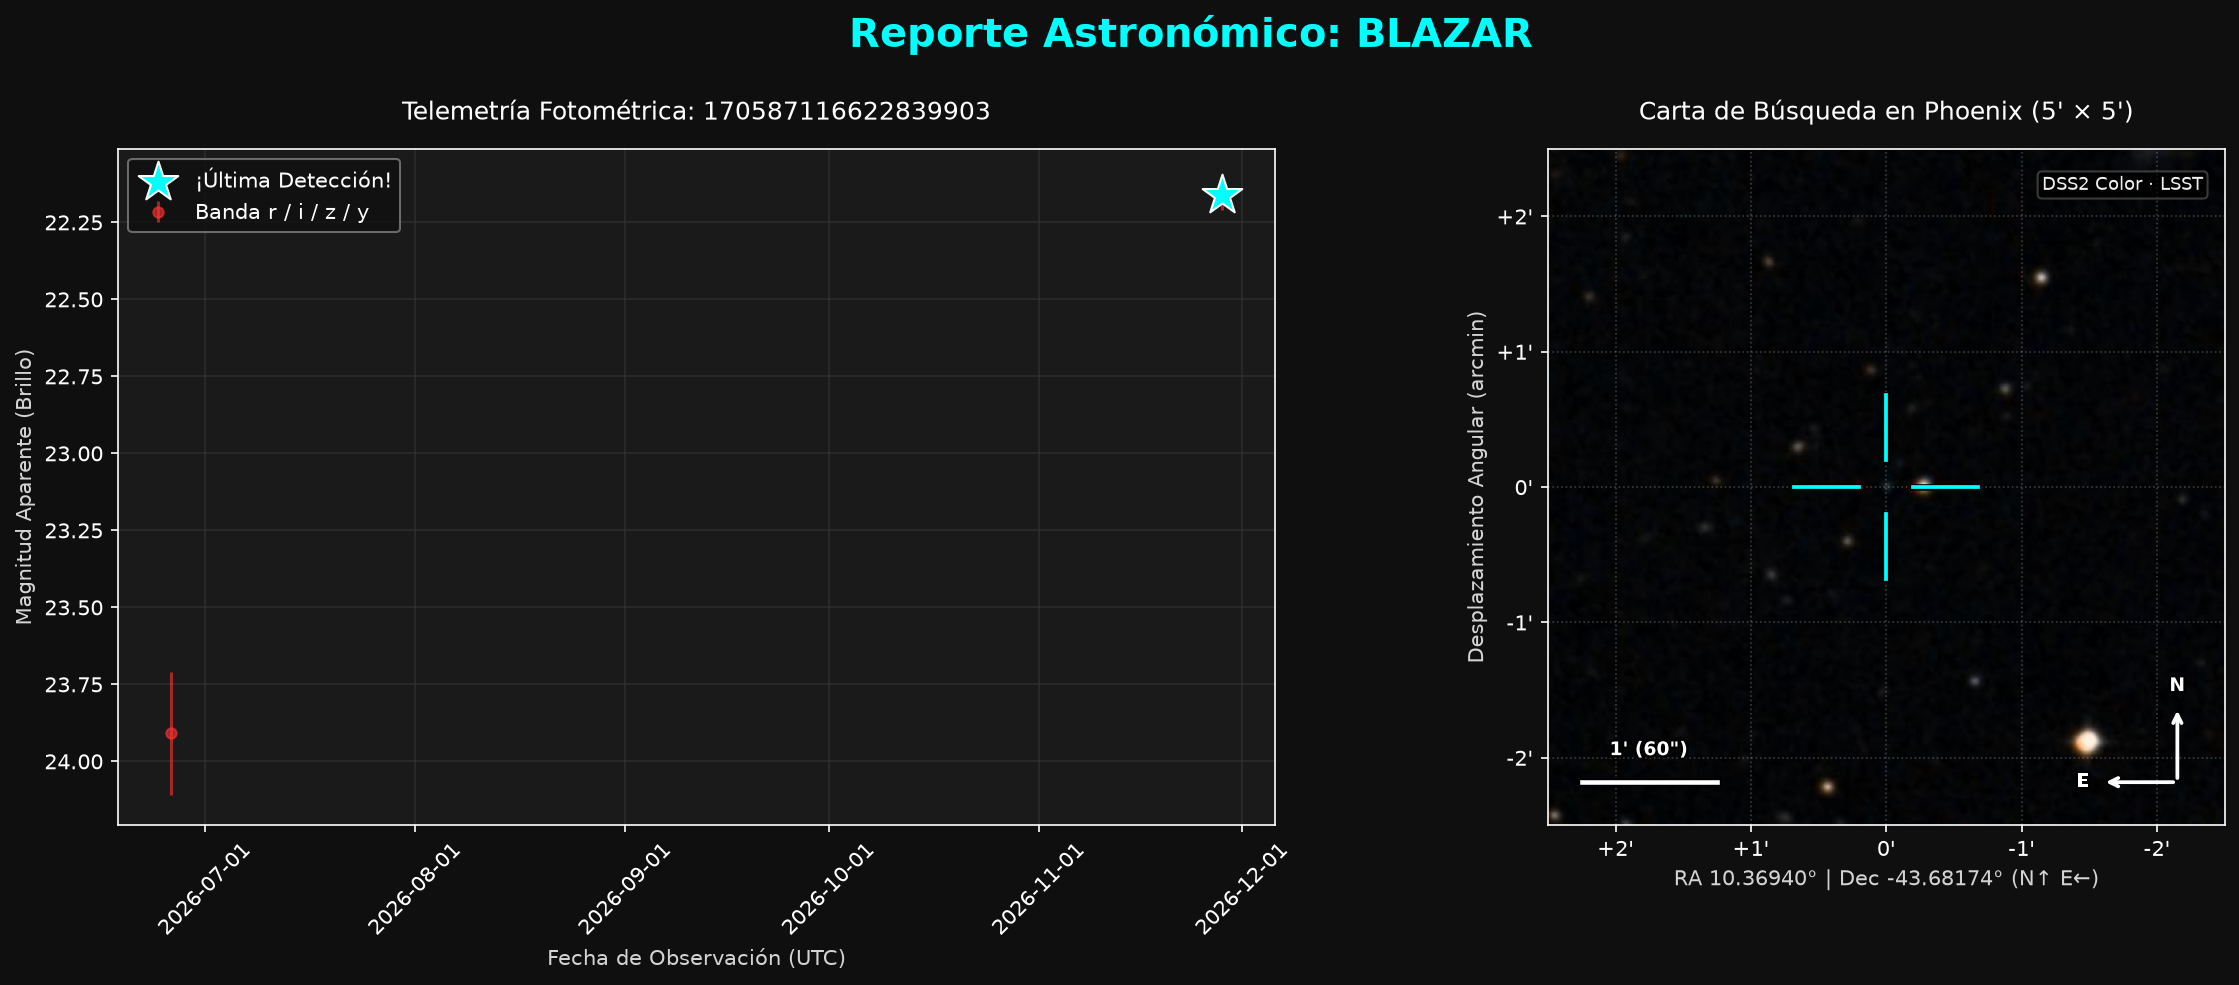 Reporte Astronómico: BLAZAR
Telemetría Fotométrica: 170587116622839903
¡Última Detección!
Banda r / i / z / y
Magnitud Aparente (Brillo)
22.25
22.50
22.75
23.00
23.25
23.50
23.75
24.00
2026-07-01
2026-08-01
2026-09-01
2026-10-01
2026-11-01
2026-12-01
Fecha de Observación (UTC)
Carta de Búsqueda en Phoenix (5' × 5')
DSS2 Color · LSST
Desplazamiento Angular (arcmin)
+2'
+1'
0'
-1'
-2'
N
E
1' (60")
+2'
+1'
0'
-1'
-2'
RA 10.36940° | Dec -43.68174° (N↑ E←)